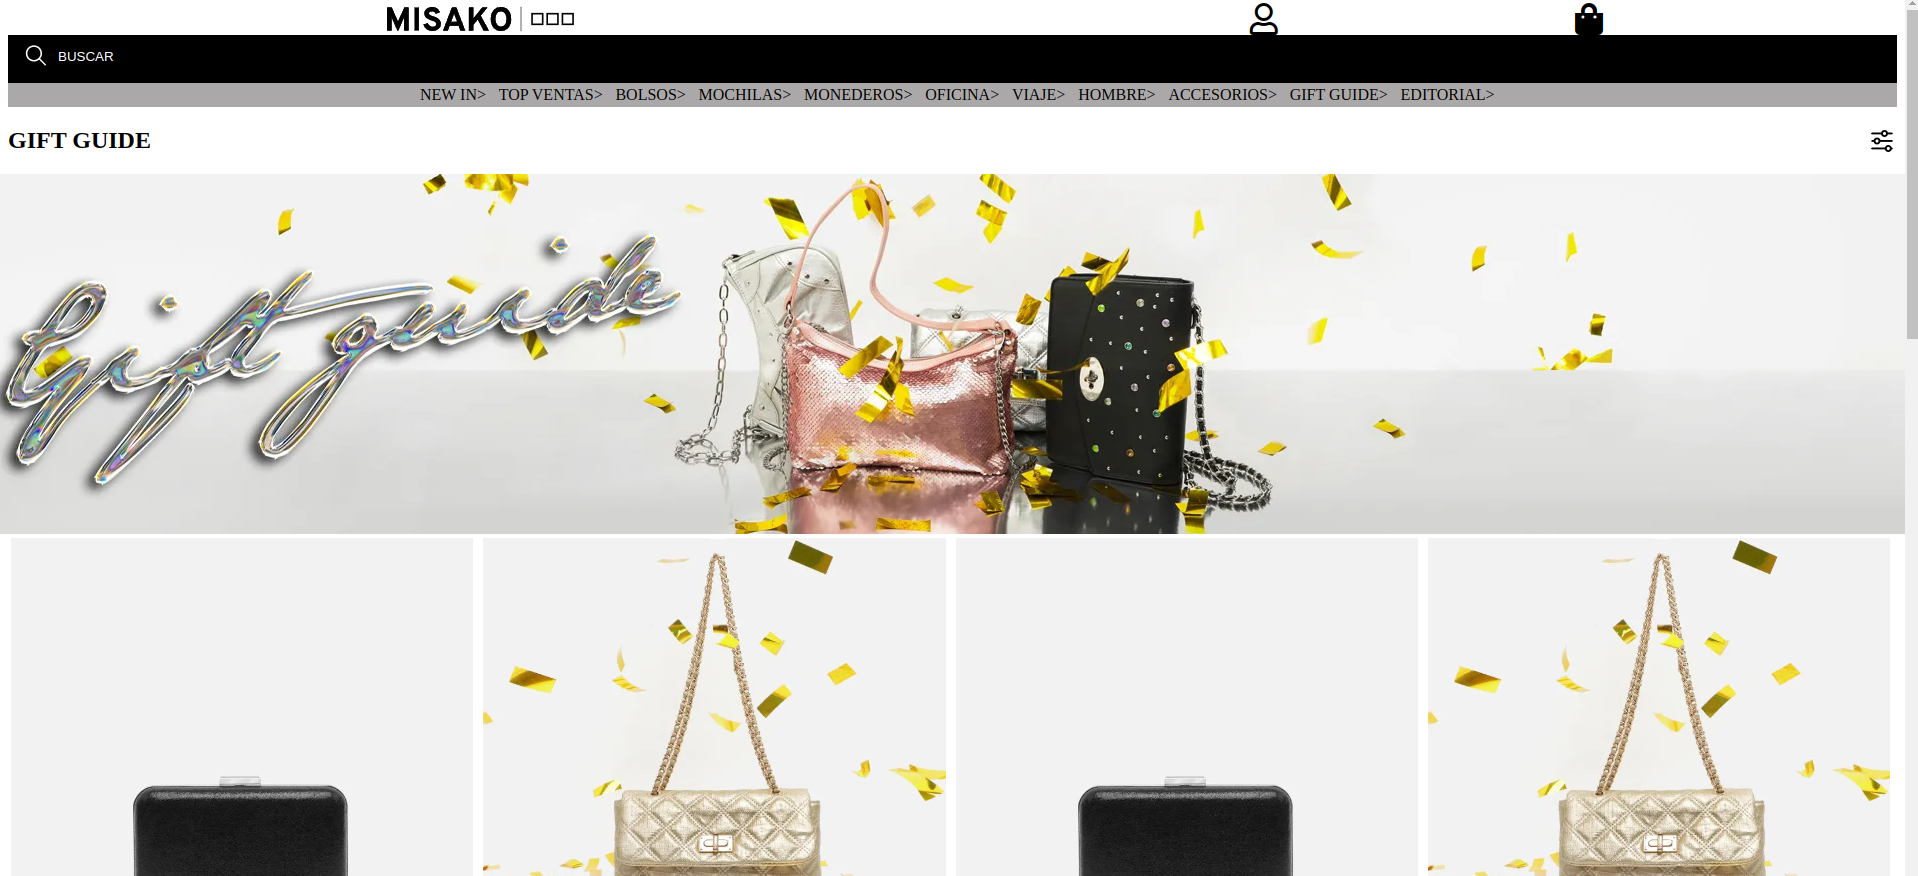 MISAKO
BUSCAR
NEW IN> TOP VENTAS> BOLSOS> MOCHILAS> MONEDEROS> OFICINA> VIAJE> HOMBRE> ACCESORIOS> GIFT GUIDE> EDITORIAL>
GIFT GUIDE
Gift guide